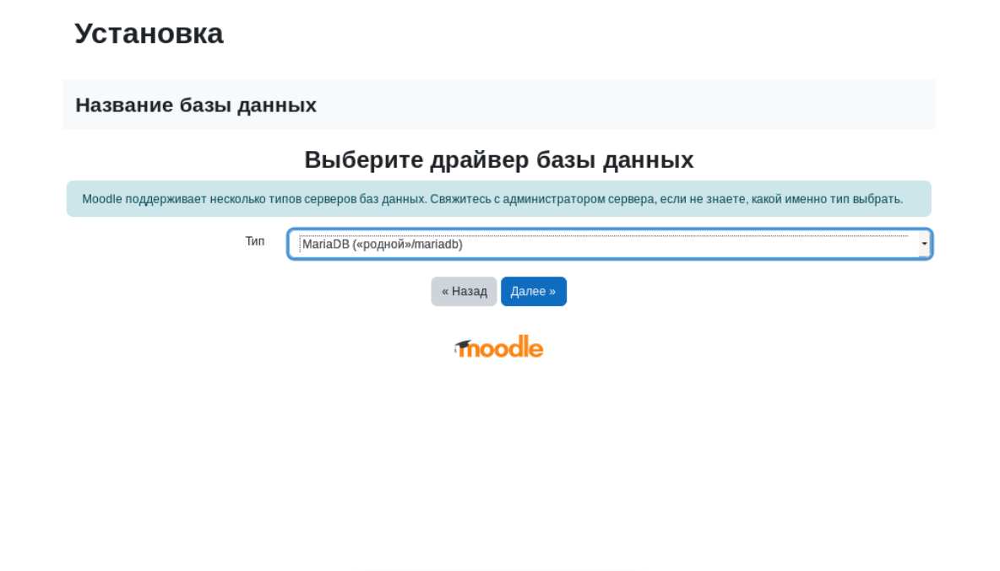 Установка
Название базы данных
Выберите драйвер базы данных
Moodle поддерживает несколько типов серверов баз данных. Свяжитесь с администратором сервера, если не знаете, какой именно тип выбрать.
Тип MariaDB («родной»/mariadb)
« Назад Далее »
moodle